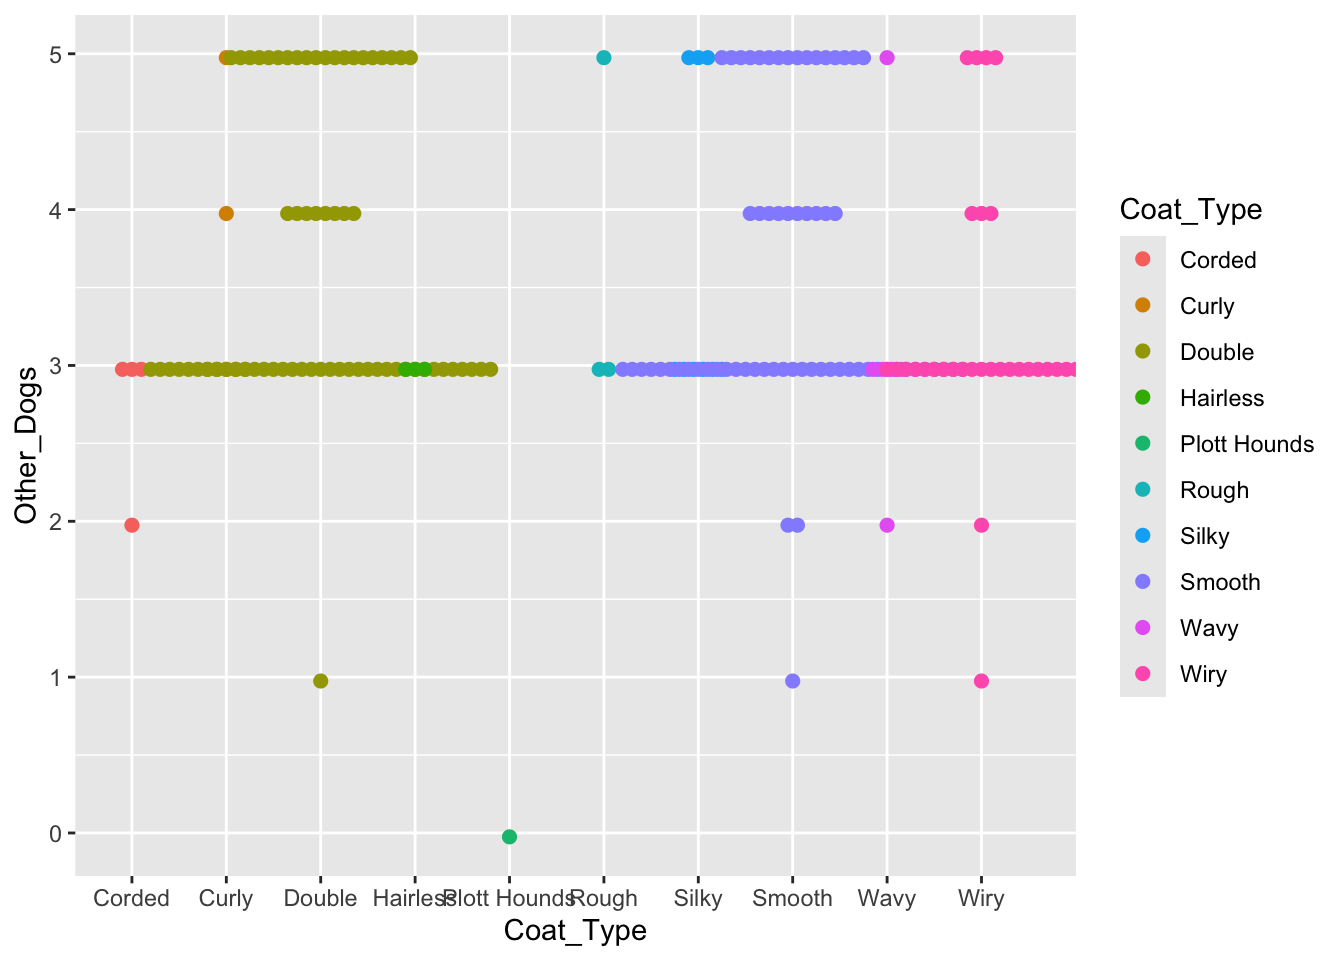 5
4
3
2
1
0
Other_Dogs
Corded Curly Double Hairless Plott Hounds Rough Silky Smooth Wavy Wiry
Coat_Type
Coat_Type
Corded
Curly
Double
Hairless
Plott Hounds
Rough
Silky
Smooth
Wavy
Wiry